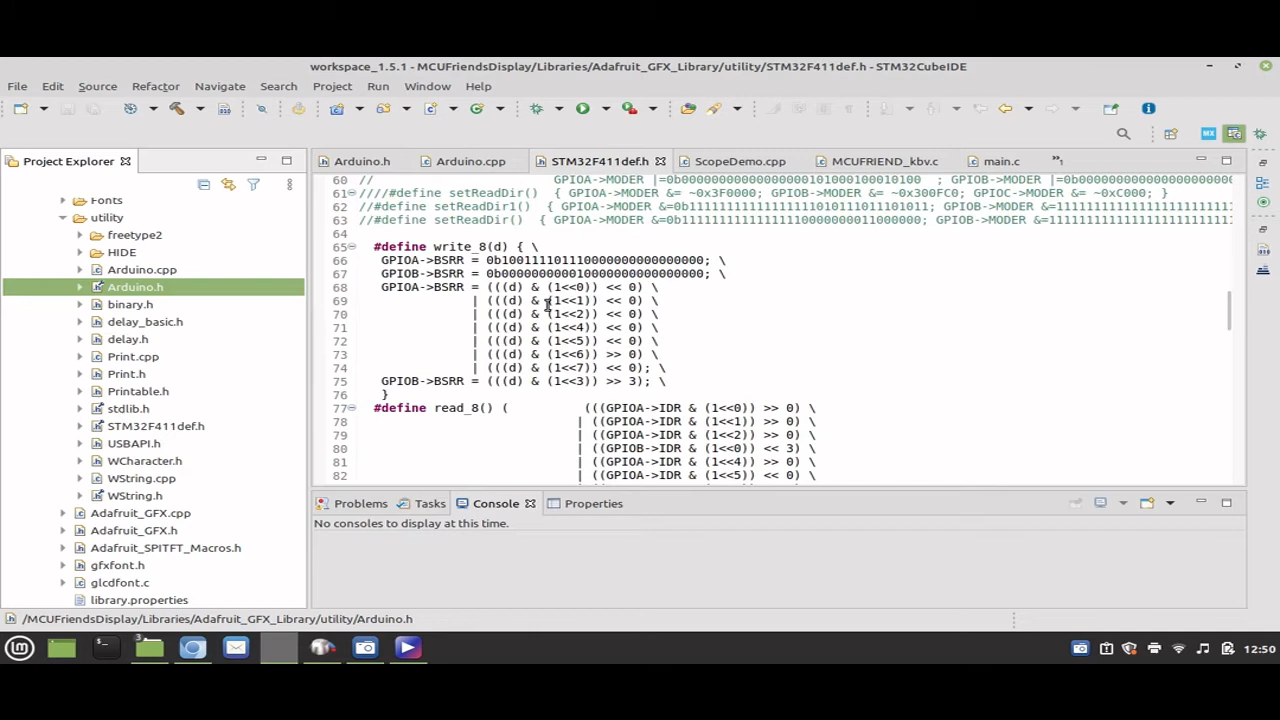 workspace_1.5.1 - MCUFriendsDisplay/Libraries/Adafruit_GFX_Library/utility/STM32F411def.h - STM32CubeIDE
File Edit Source Refactor Navigate Search Project Run Window Help
Project Explorer
Arduino.h Arduino.cpp STM32F411def.h ScopeDemo.cpp MCUFRIEND_kbv.c main.c
Fonts
utility
freetype2
HIDE
Arduino.cpp
Arduino.h
binary.h
delay_basic.h
delay.h
Print.cpp
Print.h
Printable.h
stdlib.h
STM32F411def.h
USBAPI.h
WCharacter.h
WString.cpp
WString.h
Adafruit_GFX.cpp
Adafruit_GFX.h
Adafruit_SPITFT_Macros.h
gfxfont.h
glcdfont.c
library.properties
61 ////#define setReadDir() { GPIOA->MODER &= ~0x3F0000; GPIOB->MODER &= ~0x300FC0; GPIOC->MODER &= ~0xC000; }
64
65 #define write_8(d) { \
66 GPIOA->BSRR = 0b1001111011100000000000000000; \
67 GPIOB->BSRR = 0b0000000000010000000000000000; \
68 GPIOA->BSRR = (((d) & (1<<0)) << 0) \
69 | (((d) & (1<<1)) << 0) \
70 | (((d) & (1<<2)) << 0) \
71 | (((d) & (1<<4)) << 0) \
72 | (((d) & (1<<5)) << 0) \
73 | (((d) & (1<<6)) >> 0) \
74 | (((d) & (1<<7)) << 0); \
75 GPIOB->BSRR = (((d) & (1<<3)) >> 3); \
76 }
77 #define read_8() ( (((GPIOA->IDR & (1<<0)) >> 0) \
78 | ((GPIOA->IDR & (1<<1)) >> 0) \
79 | ((GPIOA->IDR & (1<<2)) >> 0) \
80 | ((GPIOB->IDR & (1<<0)) << 3) \
81 | ((GPIOA->IDR & (1<<4)) >> 0) \
82 | ((GPIOA->IDR & (1<<5)) << 0) \
Problems Tasks Console Properties
No consoles to display at this time.
/MCUFriendsDisplay/Libraries/Adafruit_GFX_Library/utility/Arduino.h
12:50